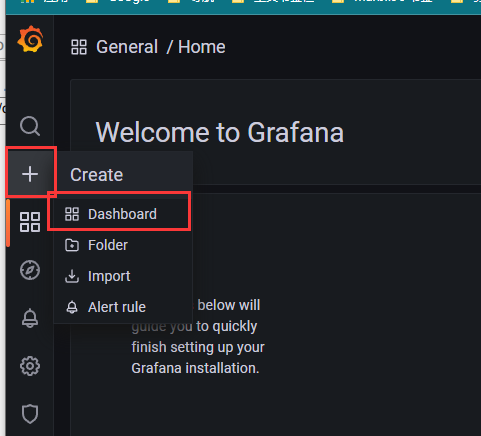 Google
General / Home
Welcome to Grafana
Create
Dashboard
Folder
Import
Alert rule
below will
guide you to quickly
finish setting up your
Grafana installation.